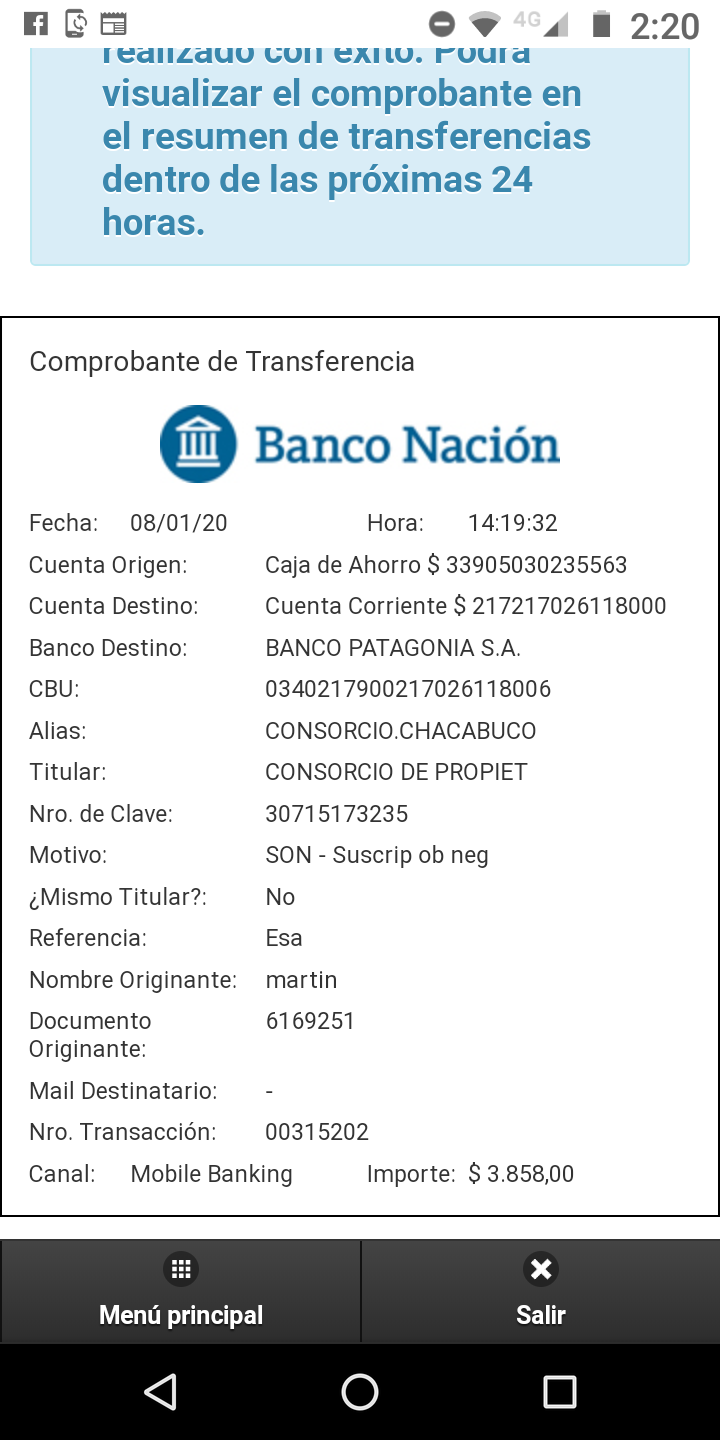 4G 2:20
realizado con éxito. Podrá
visualizar el comprobante en
el resumen de transferencias
dentro de las próximas 24
horas.
Comprobante de Transferencia
Banco Nación
Fecha: 08/01/20 Hora: 14:19:32
Cuenta Origen: Caja de Ahorro $ 33905030235563
Cuenta Destino: Cuenta Corriente $ 217217026118000
Banco Destino: BANCO PATAGONIA S.A.
CBU: 0340217900217026118006
Alias: CONSORCIO.CHACABUCO
Titular: CONSORCIO DE PROPIET
Nro. de Clave: 30715173235
Motivo: SON - Suscrip ob neg
¿Mismo Titular?: No
Referencia: Esa
Nombre Originante: martin
Documento 6169251
Originante:
Mail Destinatario: -
Nro. Transacción: 00315202
Canal: Mobile Banking Importe: $ 3.858,00
Menú principal Salir